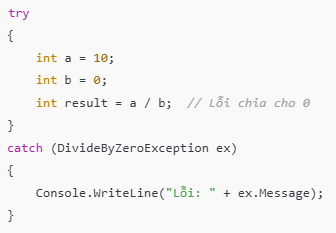 try
{
    int a = 10;
    int b = 0;
    int result = a / b;  // Lỗi chia cho 0
}
catch (DivideByZeroException ex)
{
    Console.WriteLine("Lỗi: " + ex.Message);
}